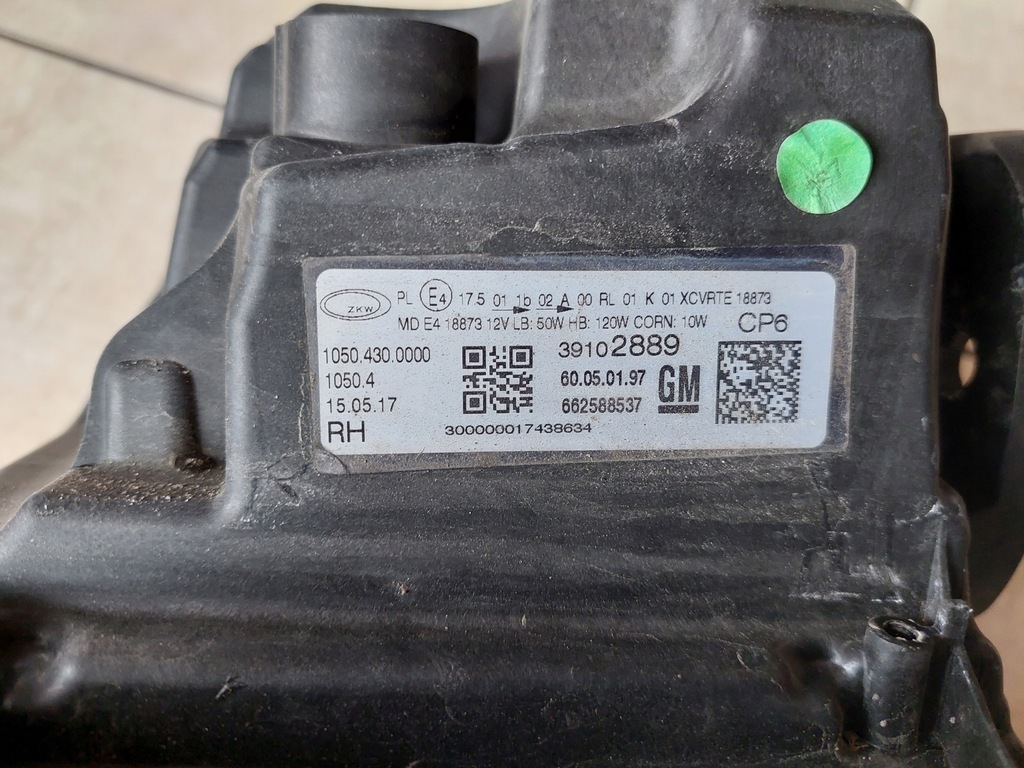 ZKW PL E4 17.5 01 1b 02 A 00 RL 01 K 01 XCVRTE 18873
MD E4 18873 12V LB: 50W HB: 120W CORN: 10W CP6
1050.430.0000 39102889
1050.4 60.05.01.97 GM
15.05.17 662588537
RH 300000017438634